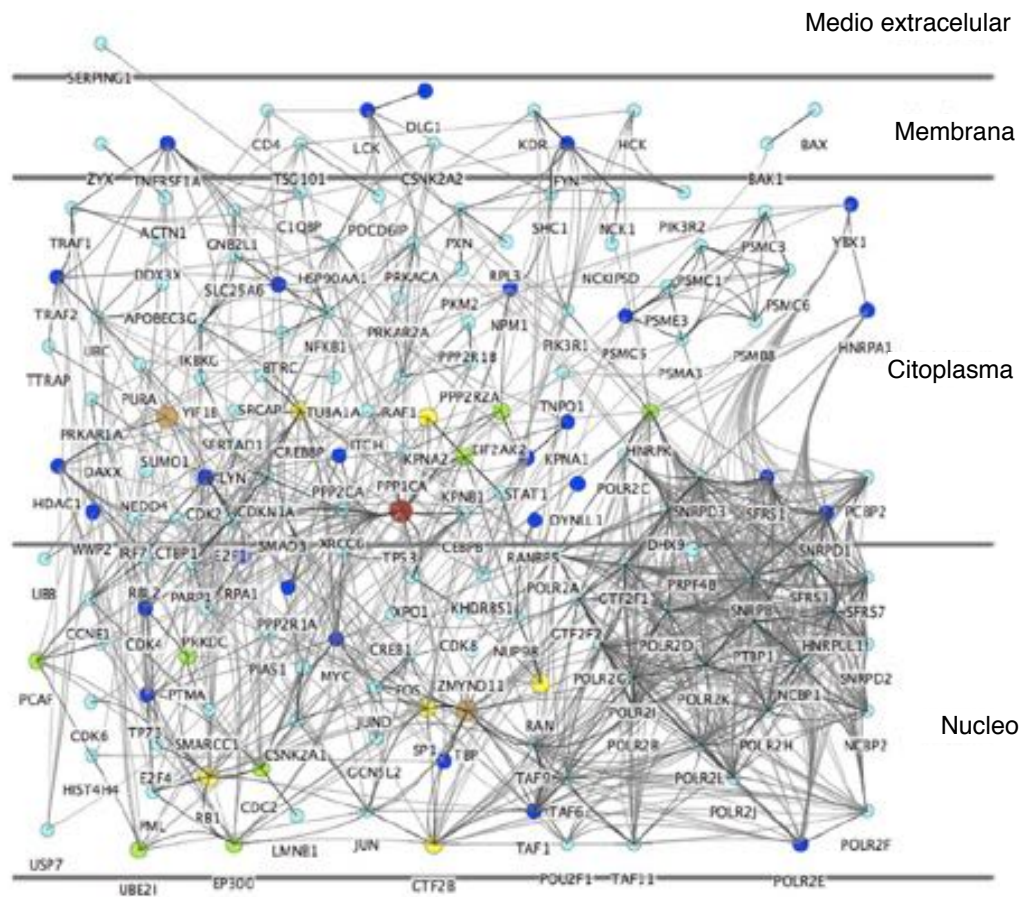 Medio extracelular
SERPING1
DLG1
Membrana
CD4
LCK
KDR
HCK
BAX
ZYX
TNFRSF1A
TSG101
CSNK2A2
FYN
BAK1
TRAF1
ACTN1
GNB2L1
C1QBP
PDCD6IP
PXN
SHC1
NCK1
PIK3R2
PSMC3
YBX1
DDX3X
SLC25A6
HSP90AA1
PRKACA
RPL3
NCKIPSD
PSMC1
TRAF2
APOBEC3G
PKM2
PSMC6
UBC
NFKB1
PRKAR2A
NPM1
PSME3
IKBKG
BTRC
PPP2R1B
PIK3R1
PSMC5
PSMB8
HNRPA1
TTRAP
PSMA3
Citoplasma
PURA
YIF1B
SRCAP
TUBA1A
RAF1
PPP2R2A
TNPO1
PRKAR1A
SERTAD1
CREBBP
ITCH
KPNA2
EIF2AK2
KPNA1
HNRPK
DAXX
SUMO1
LYN
PPP2CA
PPP1CA
KPNB1
STAT1
POLR2C
HDAC1
NEDD4
CDK2
CDKN1A
DYNLL1
SNRPD3
SFRS1
PCBP2
WWP2
IRF7
CTBP1
E2F1
SMAD3
XRCC6
TP53
CEBPB
RANBP5
DHX9
SNRPD1
RBL2
PARP1
RPA1
POLR2A
GTF2F1
PRPF4B
CCNE1
CDK4
PRKDC
PPP2R1A
XPO1
KHDRBS1
SNRPB
SFRS7
GTF2F2
POLR2D
HNRPUL1
PCAF
PTMA
PIAS1
MYC
CREB1
CDK8
NUP98
POLR2G
PTBP1
SNRPD2
FOS
ZMYND11
POLR2I
POLR2K
NCBP1
CDK6
TP73
SMARCC1
CSNK2A1
JUND
RAN
Nucleo
SP1
TBP
POLR2B
POLR2H
NCBP2
HIST4H4
E2F4
GCN5L2
TAF9
POLR2L
CDC2
PML
RB1
TAF6
POLR2J
USP7
LMNB1
JUN
TAF1
POLR2F
UBE2I
EP300
GTF2B
POU2F1
TAF11
POLR2E